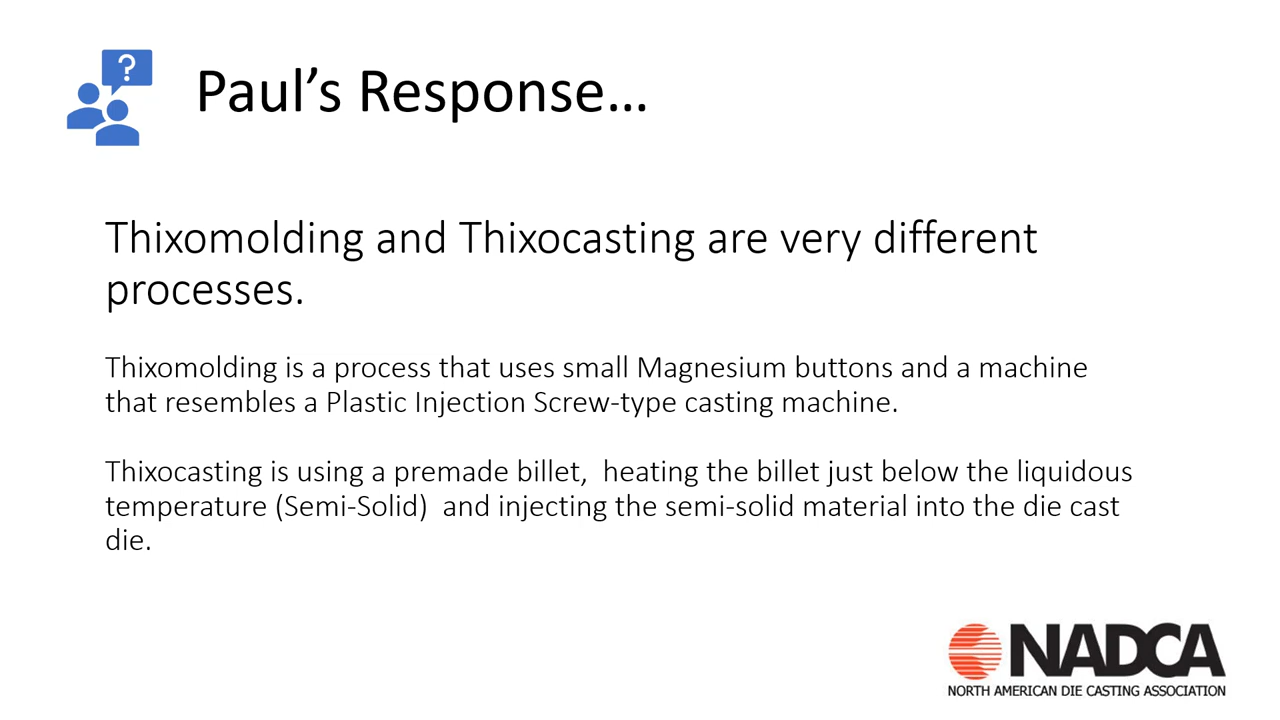 ?
Paul’s Response…
Thixomolding and Thixocasting are very different
processes.
Thixomolding is a process that uses small Magnesium buttons and a machine
that resembles a Plastic Injection Screw-type casting machine.
Thixocasting is using a premade billet,  heating the billet just below the liquidous
temperature (Semi-Solid)  and injecting the semi-solid material into the die cast
die.
NADCA
NORTH AMERICAN DIE CASTING ASSOCIATION